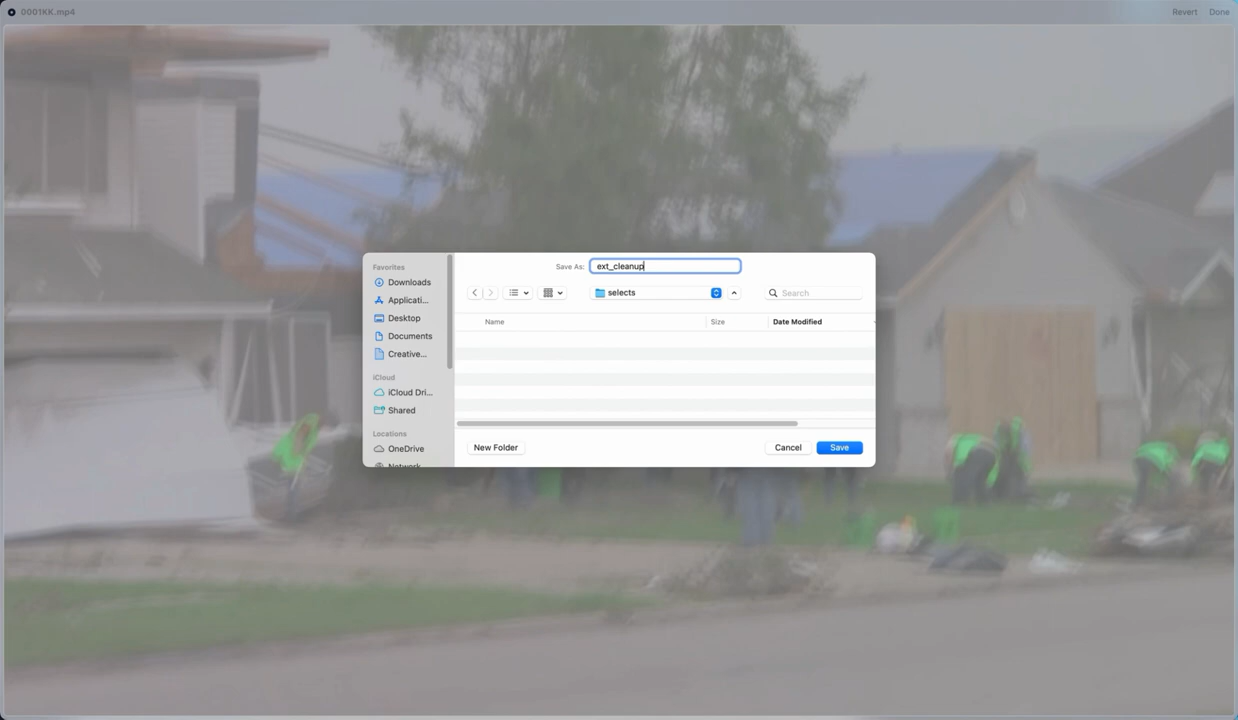 0001KK.mp4
Revert
Done
Favorites
Downloads
Applicati...
Desktop
Documents
Creative...
iCloud
iCloud Dri...
Shared
Locations
OneDrive
Network
Save As:
ext_cleanup
selects
Search
Name
Size
Date Modified
New Folder
Cancel
Save